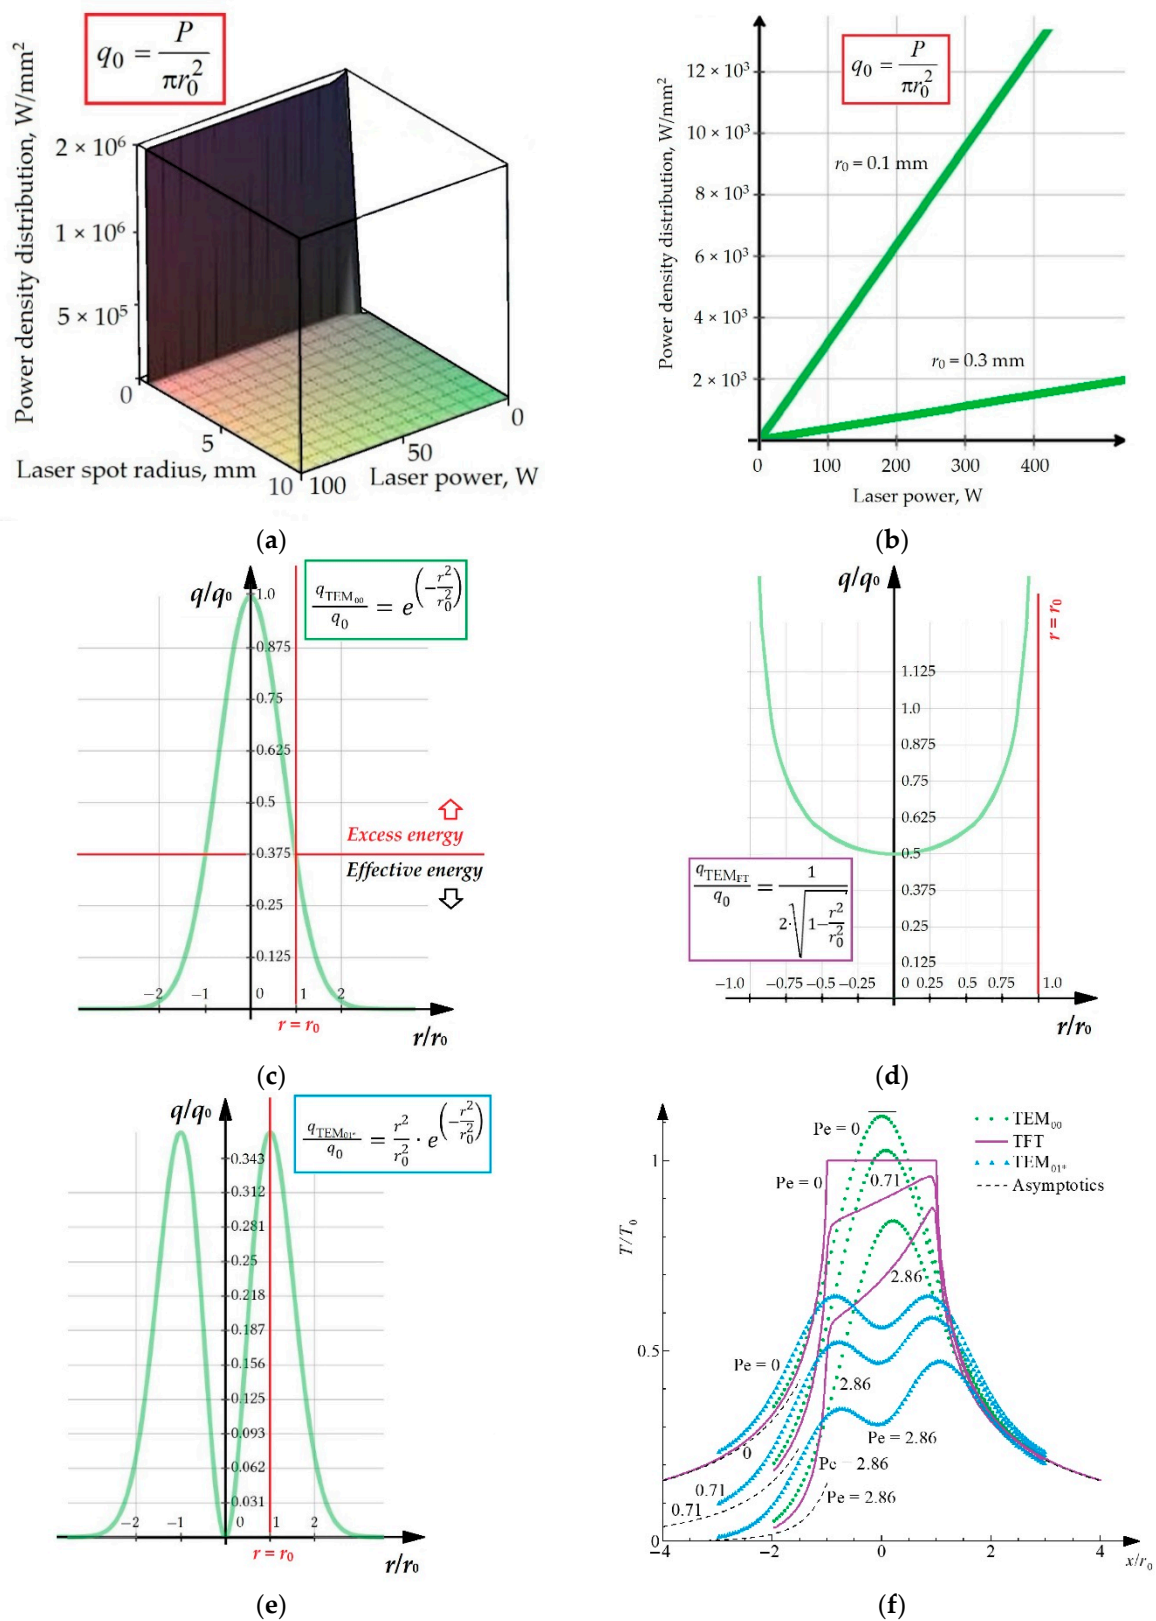 q₀ = P / πr₀²
Power density distribution, W/mm²
2 × 10⁶
1 × 10⁶
5 × 10⁵
0
0
5
10
Laser spot radius, mm
100
50
0
Laser power, W
(a)
q₀ = P / πr₀²
Power density distribution, W/mm²
12 × 10³
10 × 10³
8 × 10³
6 × 10³
4 × 10³
2 × 10³
r₀ = 0.1 mm
r₀ = 0.3 mm
0 100 200 300 400
Laser power, W
(b)
q/q₀
q_TEM₀₀ / q₀ = e^(−r²/r₀²)
1.0
0.875
0.75
0.625
0.5
Excess energy
0.375
Effective energy
0.25
0.125
−2 −1 0 1 2
r = r₀
r/r₀
(c)
q/q₀
r = r₀
1.125
1.0
0.875
0.75
0.625
0.5
q_TEM_FT / q₀ = 1 / 2·√(1−r²/r₀²)
0.375
0.25
0.125
−1.0 −0.75 −0.5 −0.25 0 0.25 0.5 0.75 1.0
r/r₀
(d)
q/q₀
q_TEM₀₁* / q₀ = r²/r₀² · e^(−r²/r₀²)
0.343
0.312
0.281
0.25
0.218
0.187
0.156
0.125
0.093
0.062
0.031
−2 −1 0 1 2
r = r₀
r/r₀
(e)
T/T₀
TEM₀₀
TFT
TEM₀₁*
Asymptotics
Pe = 0
Pe = 0
0.71
2.86
Pe = 0
2.86
Pe = 2.86
0
Pe = 2.86
0.71
Pe = 2.86
0.71
1
0.5
0
−4 −2 0 2 4
x/r₀
(f)